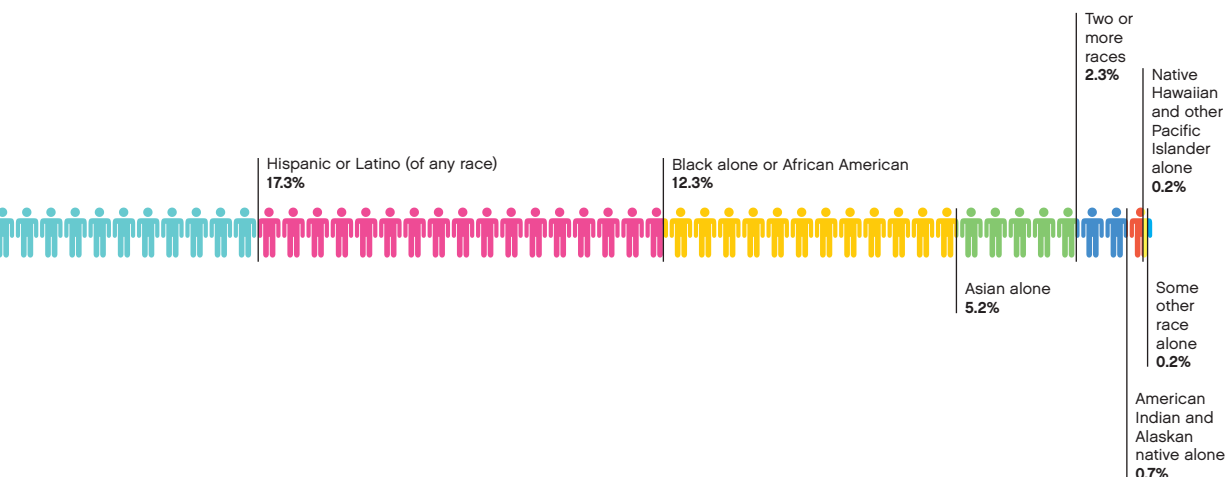 Two or
more
races
2.3%
Native
Hawaiian
and other
Pacific
Islander
alone
0.2%
Hispanic or Latino (of any race)
17.3%
Black alone or African American
12.3%
Asian alone
5.2%
Some
other
race
alone
0.2%
American
Indian and
Alaskan
native alone
0.7%